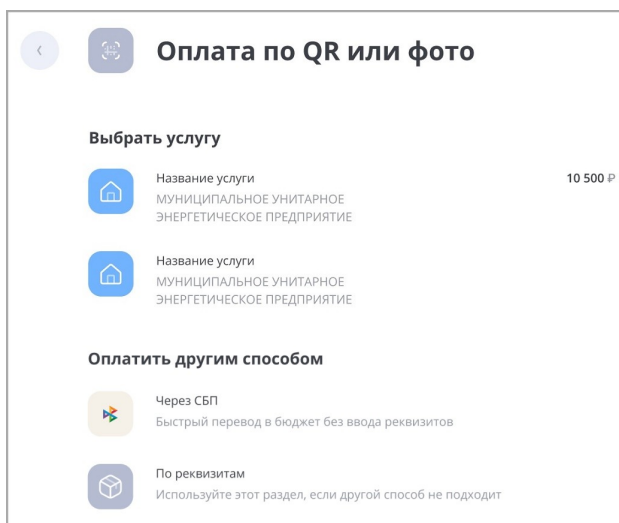 Оплата по QR или фото
Выбрать услугу
Название услуги
10 500 ₽
МУНИЦИПАЛЬНОЕ УНИТАРНОЕ
ЭНЕРГЕТИЧЕСКОЕ ПРЕДПРИЯТИЕ
Название услуги
МУНИЦИПАЛЬНОЕ УНИТАРНОЕ
ЭНЕРГЕТИЧЕСКОЕ ПРЕДПРИЯТИЕ
Оплатить другим способом
Через СБП
Быстрый перевод в бюджет без ввода реквизитов
По реквизитам
Используйте этот раздел, если другой способ не подходит